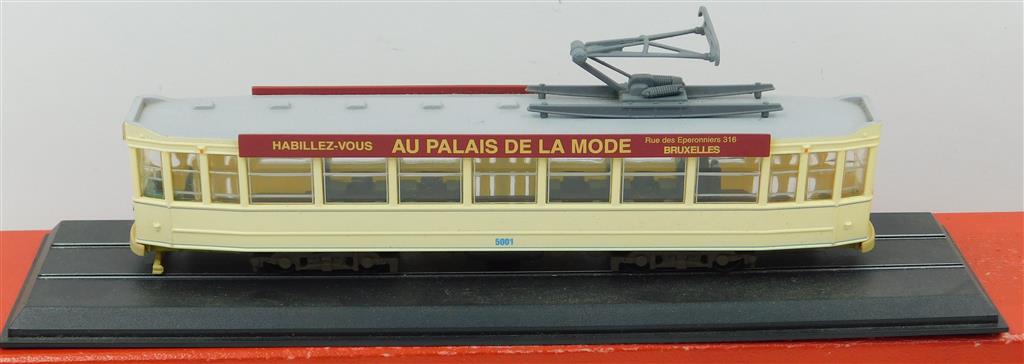 HABILLEZ-VOUS AU PALAIS DE LA MODE Rue des Eperonniers 316
BRUXELLES
5001